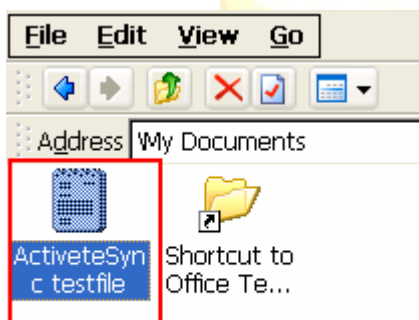 File Edit View Go
Address My Documents
ActiveteSyn
c testfile
Shortcut to
Office Te...